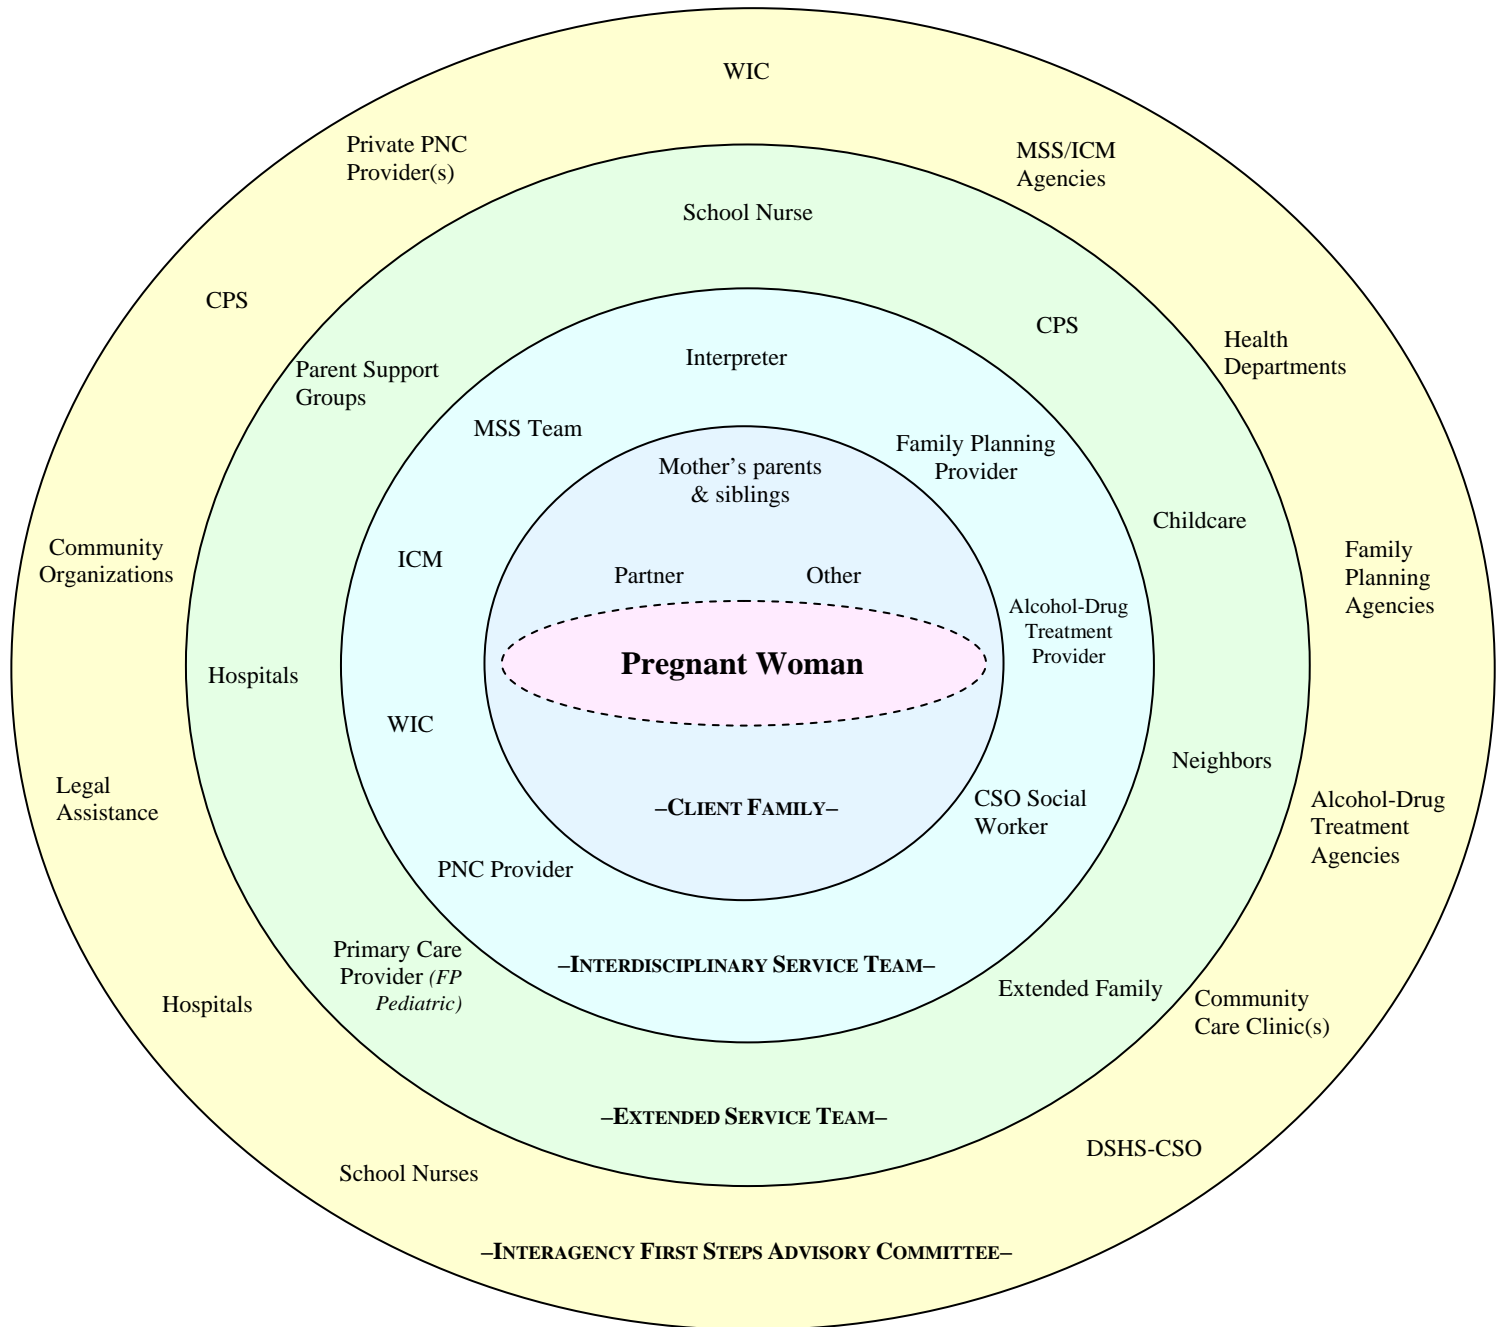 WIC
Private PNC
Provider(s)
MSS/ICM
Agencies
School Nurse
CPS
CPS
Health
Departments
Interpreter
Parent Support
Groups
MSS Team
Family Planning
Provider
Mother’s parents
& siblings
Childcare
Community
Organizations
ICM
Family
Planning
Agencies
Partner
Other
Alcohol-Drug
Treatment
Provider
Pregnant Woman
Hospitals
WIC
Neighbors
Legal
Assistance
–CLIENT FAMILY–
CSO Social
Worker
Alcohol-Drug
Treatment
Agencies
PNC Provider
Primary Care
Provider (FP
Pediatric)
–INTERDISCIPLINARY SERVICE TEAM–
Extended Family
Hospitals
Community
Care Clinic(s)
–EXTENDED SERVICE TEAM–
DSHS-CSO
School Nurses
–INTERAGENCY FIRST STEPS ADVISORY COMMITTEE–